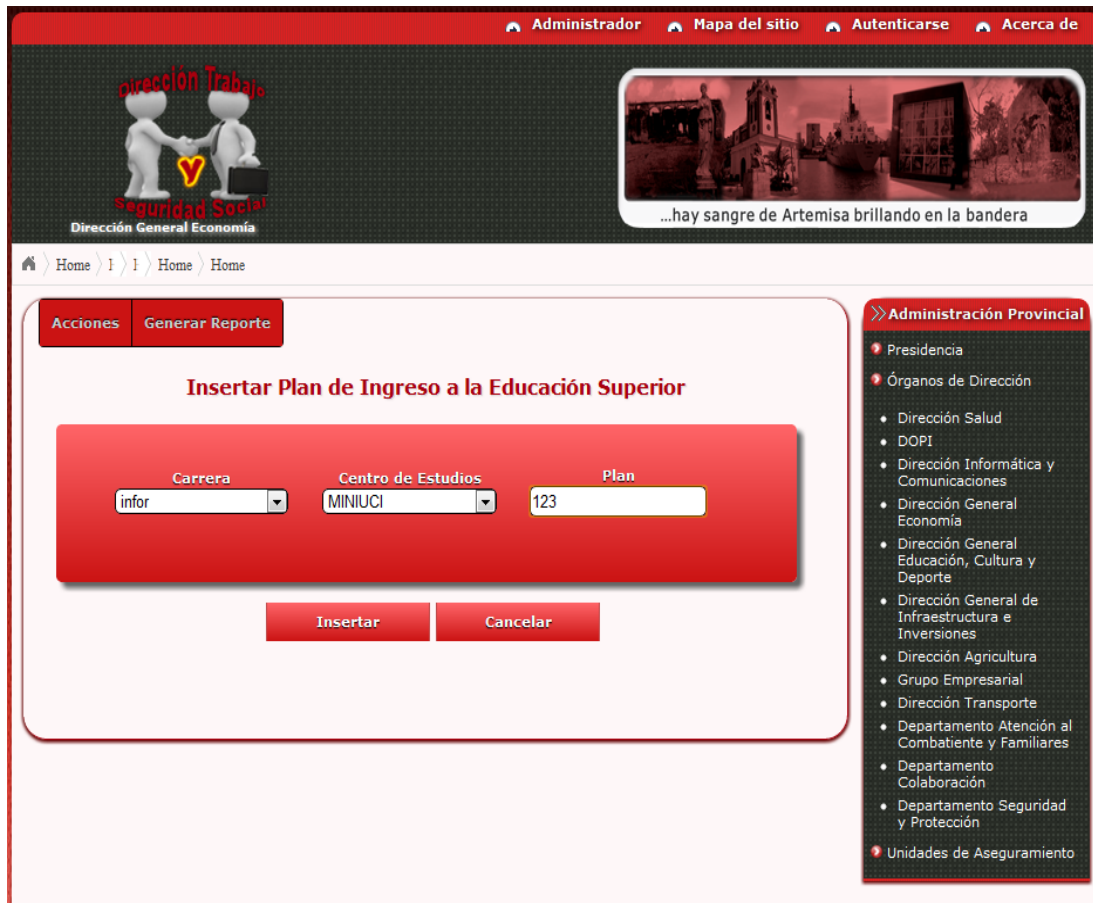 Administrador Mapa del sitio Autenticarse Acerca de
Dirección Trabajo
Y
Seguridad Social
Dirección General Economía
...hay sangre de Artemisa brillando en la bandera
Home Home Home
Acciones Generar Reporte
Insertar Plan de Ingreso a la Educación Superior
Carrera Centro de Estudios Plan
infor MINIUCI 123
Insertar Cancelar
Administración Provincial
Presidencia
Órganos de Dirección
Dirección Salud
DOPI
Dirección Informática y
Comunicaciones
Dirección General
Economía
Dirección General
Educación, Cultura y
Deporte
Dirección General de
Infraestructura e
Inversiones
Dirección Agricultura
Grupo Empresarial
Dirección Transporte
Departamento Atención al
Combatiente y Familiares
Departamento
Colaboración
Departamento Seguridad
y Protección
Unidades de Aseguramiento